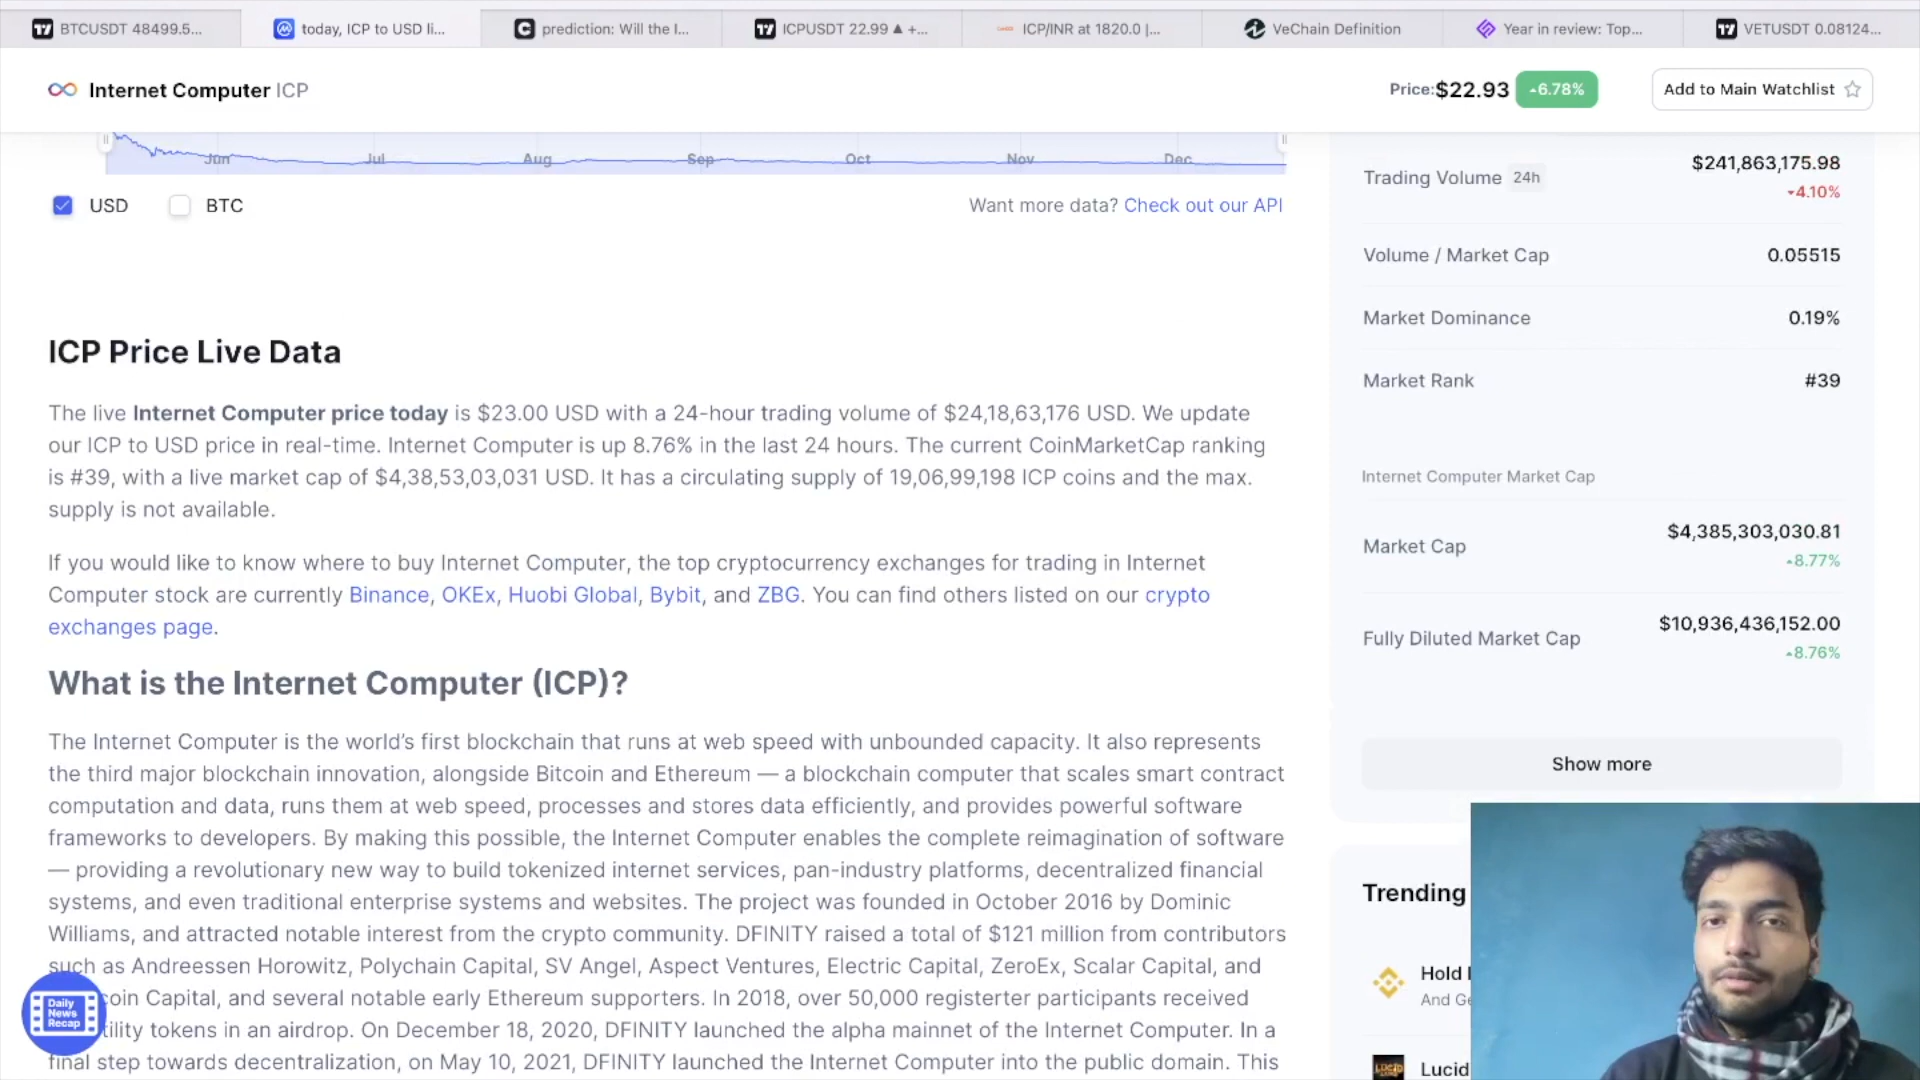 BTCUSDT 48499.5...
today, ICP to USD li...
prediction: Will the I...
ICPUSDT 22.99 ▲ +...
ICP/INR at 1820.0 |...
VeChain Definition
Year in review: Top...
VETUSDT 0.08124...
Internet Computer ICP
Price:$22.93 6.78%
Add to Main Watchlist
Jun Jul Aug Sep Oct Nov Dec
USD BTC
Want more data? Check out our API
ICP Price Live Data
The live Internet Computer price today is $23.00 USD with a 24-hour trading volume of $24,18,63,176 USD. We update
our ICP to USD price in real-time. Internet Computer is up 8.76% in the last 24 hours. The current CoinMarketCap ranking
is #39, with a live market cap of $4,38,53,03,031 USD. It has a circulating supply of 19,06,99,198 ICP coins and the max.
supply is not available.
If you would like to know where to buy Internet Computer, the top cryptocurrency exchanges for trading in Internet
Computer stock are currently Binance, OKEx, Huobi Global, Bybit, and ZBG. You can find others listed on our crypto
exchanges page.
What is the Internet Computer (ICP)?
The Internet Computer is the world's first blockchain that runs at web speed with unbounded capacity. It also represents
the third major blockchain innovation, alongside Bitcoin and Ethereum — a blockchain computer that scales smart contract
computation and data, runs them at web speed, processes and stores data efficiently, and provides powerful software
frameworks to developers. By making this possible, the Internet Computer enables the complete reimagination of software
— providing a revolutionary new way to build tokenized internet services, pan-industry platforms, decentralized financial
systems, and even traditional enterprise systems and websites. The project was founded in October 2016 by Dominic
Williams, and attracted notable interest from the crypto community. DFINITY raised a total of $121 million from contributors
such as Andreessen Horowitz, Polychain Capital, SV Angel, Aspect Ventures, Electric Capital, ZeroEx, Scalar Capital, and
coin Capital, and several notable early Ethereum supporters. In 2018, over 50,000 registerter participants received
tility tokens in an airdrop. On December 18, 2020, DFINITY launched the alpha mainnet of the Internet Computer. In a
final step towards decentralization, on May 10, 2021, DFINITY launched the Internet Computer into the public domain. This
Daily
News
Recap
Trading Volume 24h
$241,863,175.98
4.10%
Volume / Market Cap 0.05515
Market Dominance 0.19%
Market Rank #39
Internet Computer Market Cap
Market Cap
$4,385,303,030.81
8.77%
Fully Diluted Market Cap
$10,936,436,152.00
8.76%
Show more
Trending
Hold
And Ge
Lucid